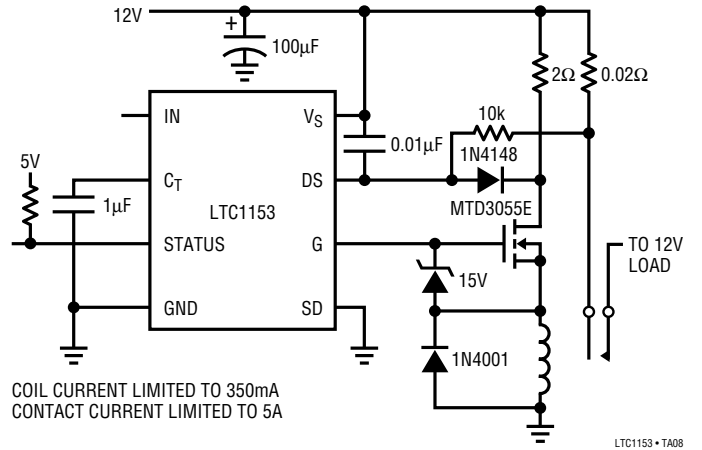 12V
+
100µF
2Ω
0.02Ω
IN
VS
10k
0.01µF
1N4148
5V
CT
1µF
DS
LTC1153
MTD3055E
STATUS
G
TO 12V
LOAD
15V
GND
SD
1N4001
COIL CURRENT LIMITED TO 350mA
CONTACT CURRENT LIMITED TO 5A
LTC1153 • TA08